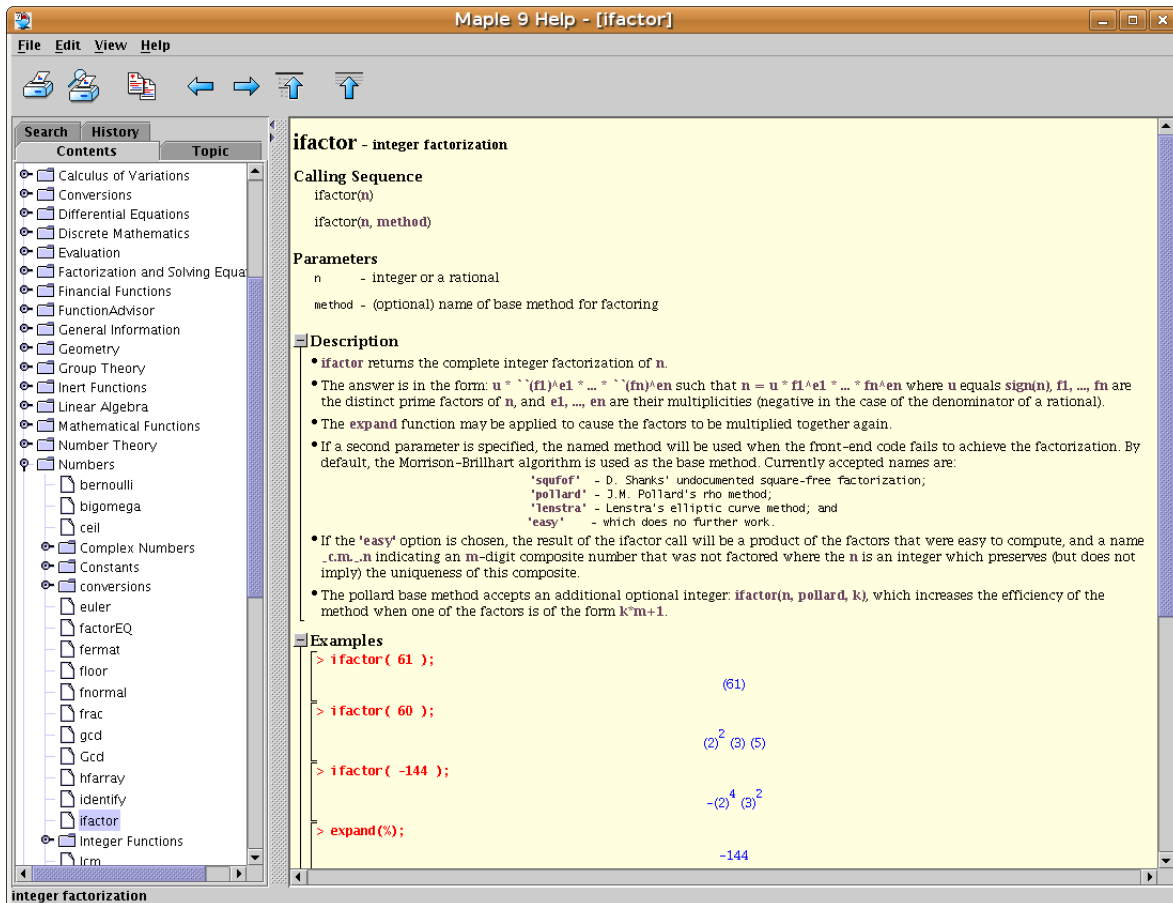 Maple 9 Help - [ifactor]
File Edit View Help
Search History
Contents Topic
Calculus of Variations
Conversions
Differential Equations
Discrete Mathematics
Evaluation
Factorization and Solving Equa
Financial Functions
FunctionAdvisor
General Information
Geometry
Group Theory
Inert Functions
Linear Algebra
Mathematical Functions
Number Theory
Numbers
bernoulli
bigomega
ceil
Complex Numbers
Constants
conversions
euler
factorEQ
fermat
floor
fnormal
frac
gcd
Gcd
hfarray
identify
ifactor
Integer Functions
lcm
ifactor - integer factorization
Calling Sequence
ifactor(n)
ifactor(n, method)
Parameters
n - integer or a rational
method - (optional) name of base method for factoring
Description
• ifactor returns the complete integer factorization of n.
• The answer is in the form: u * ``(f1)^e1 * ... * ``(fn)^en such that n = u * f1^e1 * ... * fn^en where u equals sign(n), f1, ..., fn are
the distinct prime factors of n, and e1, ..., en are their multiplicities (negative in the case of the denominator of a rational).
• The expand function may be applied to cause the factors to be multiplied together again.
• If a second parameter is specified, the named method will be used when the front-end code fails to achieve the factorization. By
default, the Morrison-Brillhart algorithm is used as the base method. Currently accepted names are:
'squfof' - D. Shanks' undocumented square-free factorization;
'pollard' - J.M. Pollard's rho method;
'lenstra' - Lenstra's elliptic curve method; and
'easy' - which does no further work.
• If the 'easy' option is chosen, the result of the ifactor call will be a product of the factors that were easy to compute, and a name
_c.m._.n indicating an m-digit composite number that was not factored where the n is an integer which preserves (but does not
imply) the uniqueness of this composite.
• The pollard base method accepts an additional optional integer: ifactor(n, pollard, k), which increases the efficiency of the
method when one of the factors is of the form k*m+1.
Examples
> ifactor( 61 );
(61)
> ifactor( 60 );
(2)^2 (3) (5)
> ifactor( -144 );
-(2)^4 (3)^2
> expand(%);
-144
integer factorization